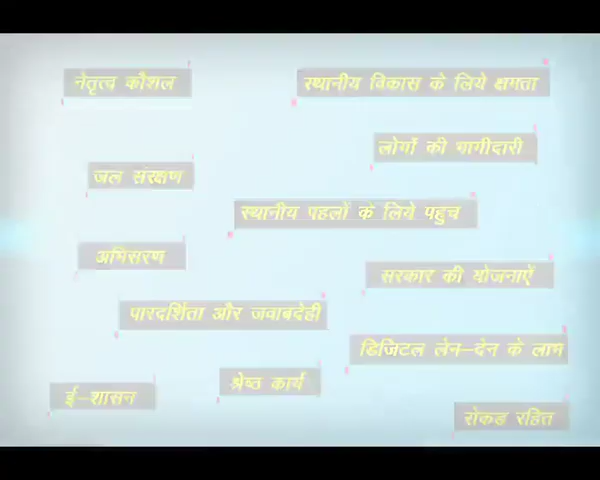 नेतृत्व कौशल
स्थानीय विकास के लिये क्षमता
लोगों की भागीदारी
जल संरक्षण
स्थानीय पहलों के लिये पहुच
अभिसरण
सरकार की योजनाऐं
पारदर्शिता और जवाबदेही
डिजिटल लेन–देन के लाभ
श्रेष्ठ कार्य
ई–शासन
रोकड रहित